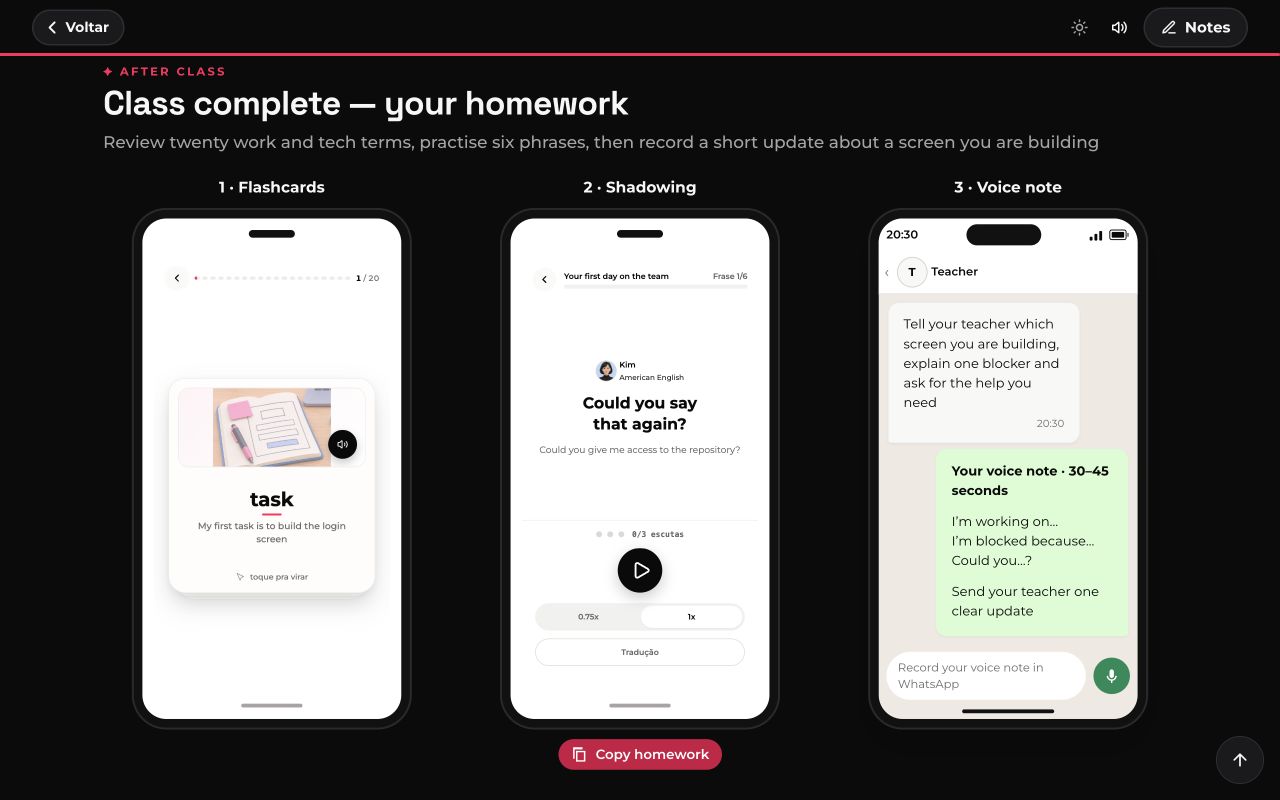 Voltar
Notes
AFTER CLASS
Class complete — your homework
Review twenty work and tech terms, practise six phrases, then record a short update about a screen you are building
1 · Flashcards
1 / 20
task
My first task is to build the login
screen
toque pra virar
2 · Shadowing
Your first day on the team
Frase 1/6
Kim
American English
Could you say
that again?
Could you give me access to the repository?
0/3 escutas
0.75x
1x
Tradução
3 · Voice note
20:30
T
Teacher
Tell your teacher which
screen you are building,
explain one blocker and
ask for the help you
need
20:30
Your voice note · 30–45
seconds
I'm working on…
I'm blocked because…
Could you…?
Send your teacher one
clear update
Record your voice note in
WhatsApp
Copy homework